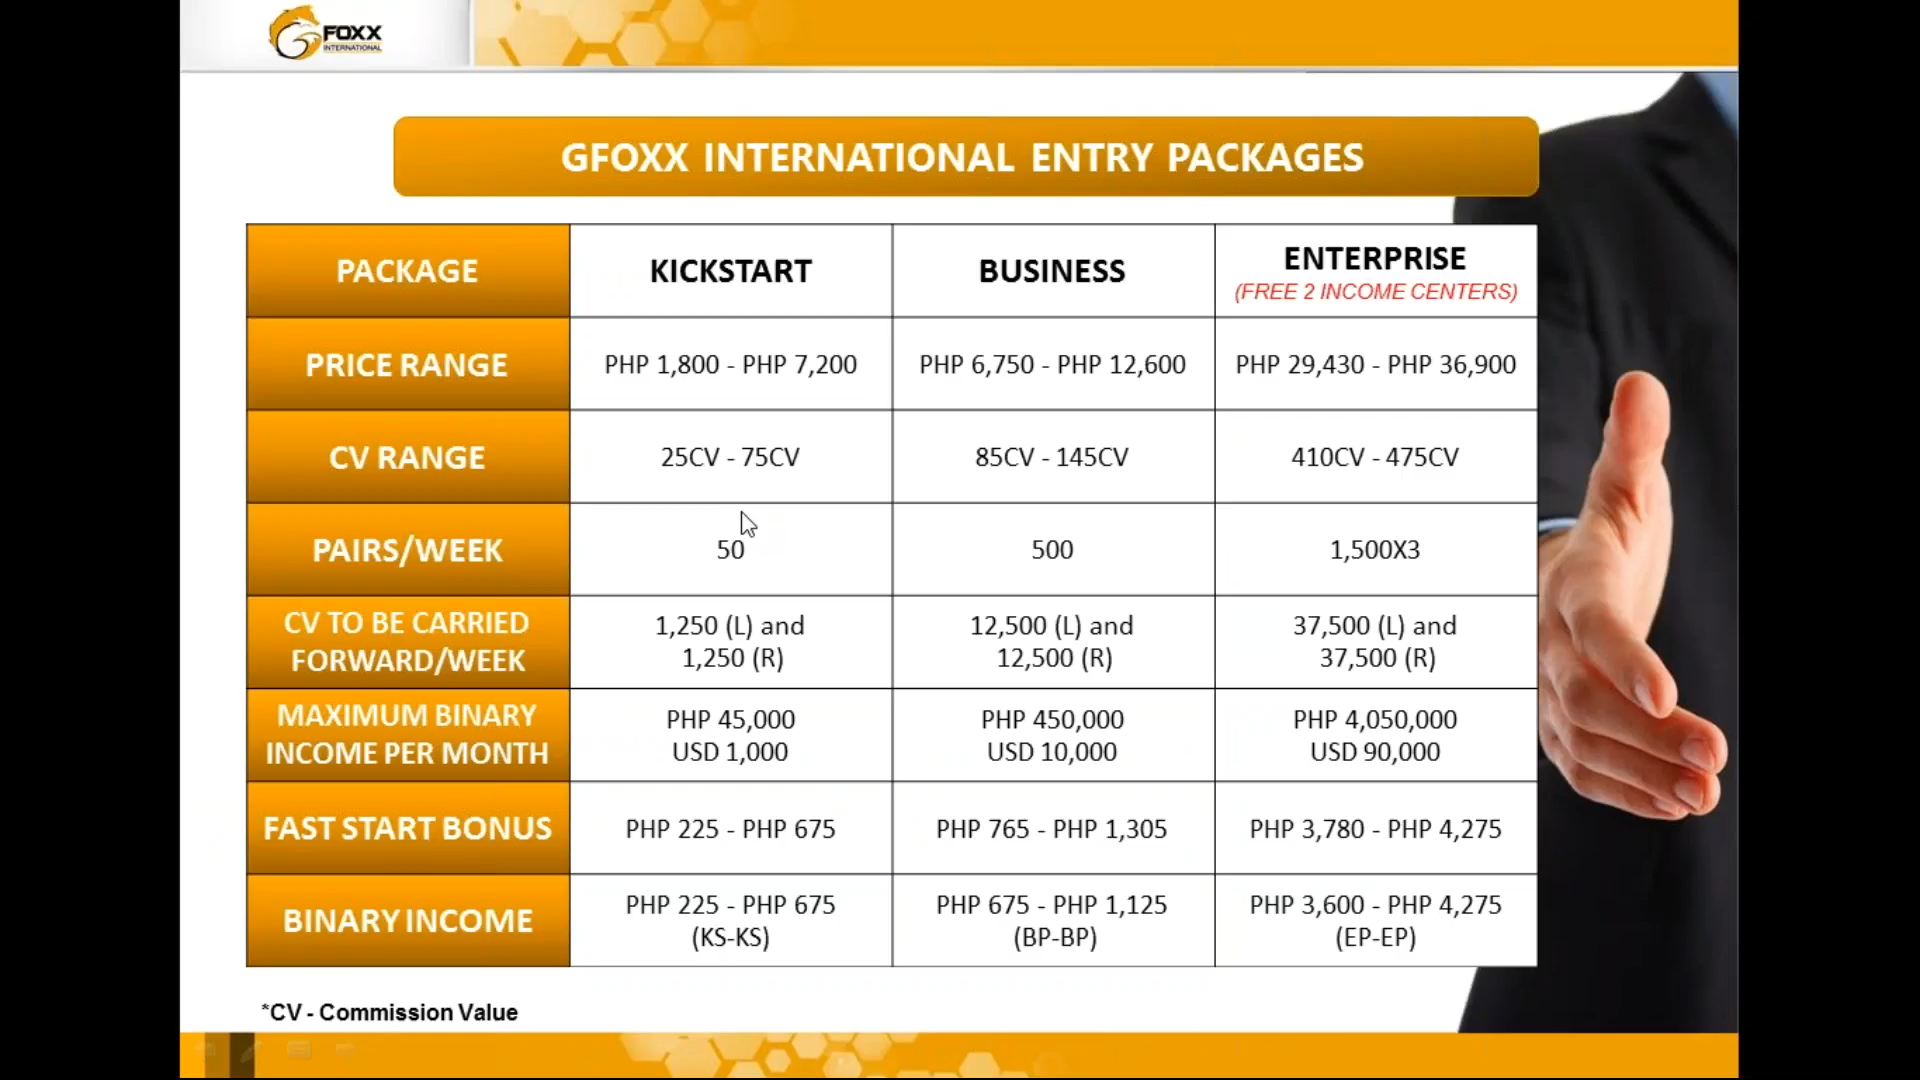 FOXX
INTERNATIONAL
GFOXX INTERNATIONAL ENTRY PACKAGES
PACKAGE
KICKSTART
BUSINESS
ENTERPRISE
(FREE 2 INCOME CENTERS)
PRICE RANGE
PHP 1,800 - PHP 7,200
PHP 6,750 - PHP 12,600
PHP 29,430 - PHP 36,900
CV RANGE
25CV - 75CV
85CV - 145CV
410CV - 475CV
PAIRS/WEEK
50
500
1,500X3
CV TO BE CARRIED
FORWARD/WEEK
1,250 (L) and
1,250 (R)
12,500 (L) and
12,500 (R)
37,500 (L) and
37,500 (R)
MAXIMUM BINARY
INCOME PER MONTH
PHP 45,000
USD 1,000
PHP 450,000
USD 10,000
PHP 4,050,000
USD 90,000
FAST START BONUS
PHP 225 - PHP 675
PHP 765 - PHP 1,305
PHP 3,780 - PHP 4,275
BINARY INCOME
PHP 225 - PHP 675
(KS-KS)
PHP 675 - PHP 1,125
(BP-BP)
PHP 3,600 - PHP 4,275
(EP-EP)
*CV - Commission Value